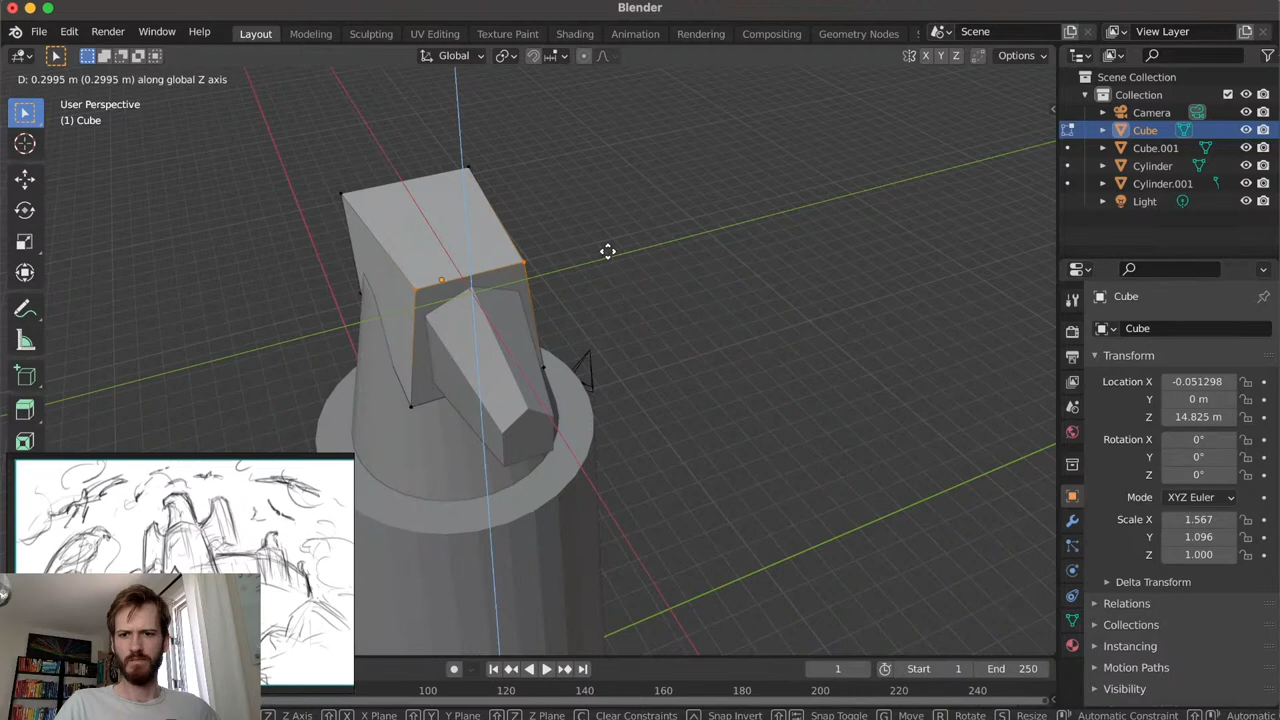 Blender
File Edit Render Window Help Layout Modeling Sculpting UV Editing Texture Paint Shading Animation Rendering Compositing Geometry Nodes Scene View Layer
Global X Y Z Options
D: 0.2995 m (0.2995 m) along global Z axis
User Perspective
(1) Cube
Scene Collection
Collection
Camera
Cube
Cube.001
Cylinder
Cylinder.001
Light
Cube
Cube
Transform
Location X -0.051298
Y 0 m
Z 14.825 m
Rotation X 0°
Y 0°
Z 0°
Mode XYZ Euler
Scale X 1.567
Y 1.096
Z 1.000
Delta Transform
Relations
Collections
Instancing
Motion Paths
Visibility
1 Start 1 End 250
100 120 140 160 180 200 220 240
Z Axis X Plane Y Plane Z Plane Clear Constraints Snap Invert Snap Toggle Move Rotate Resize Automatic Constraint Automatic